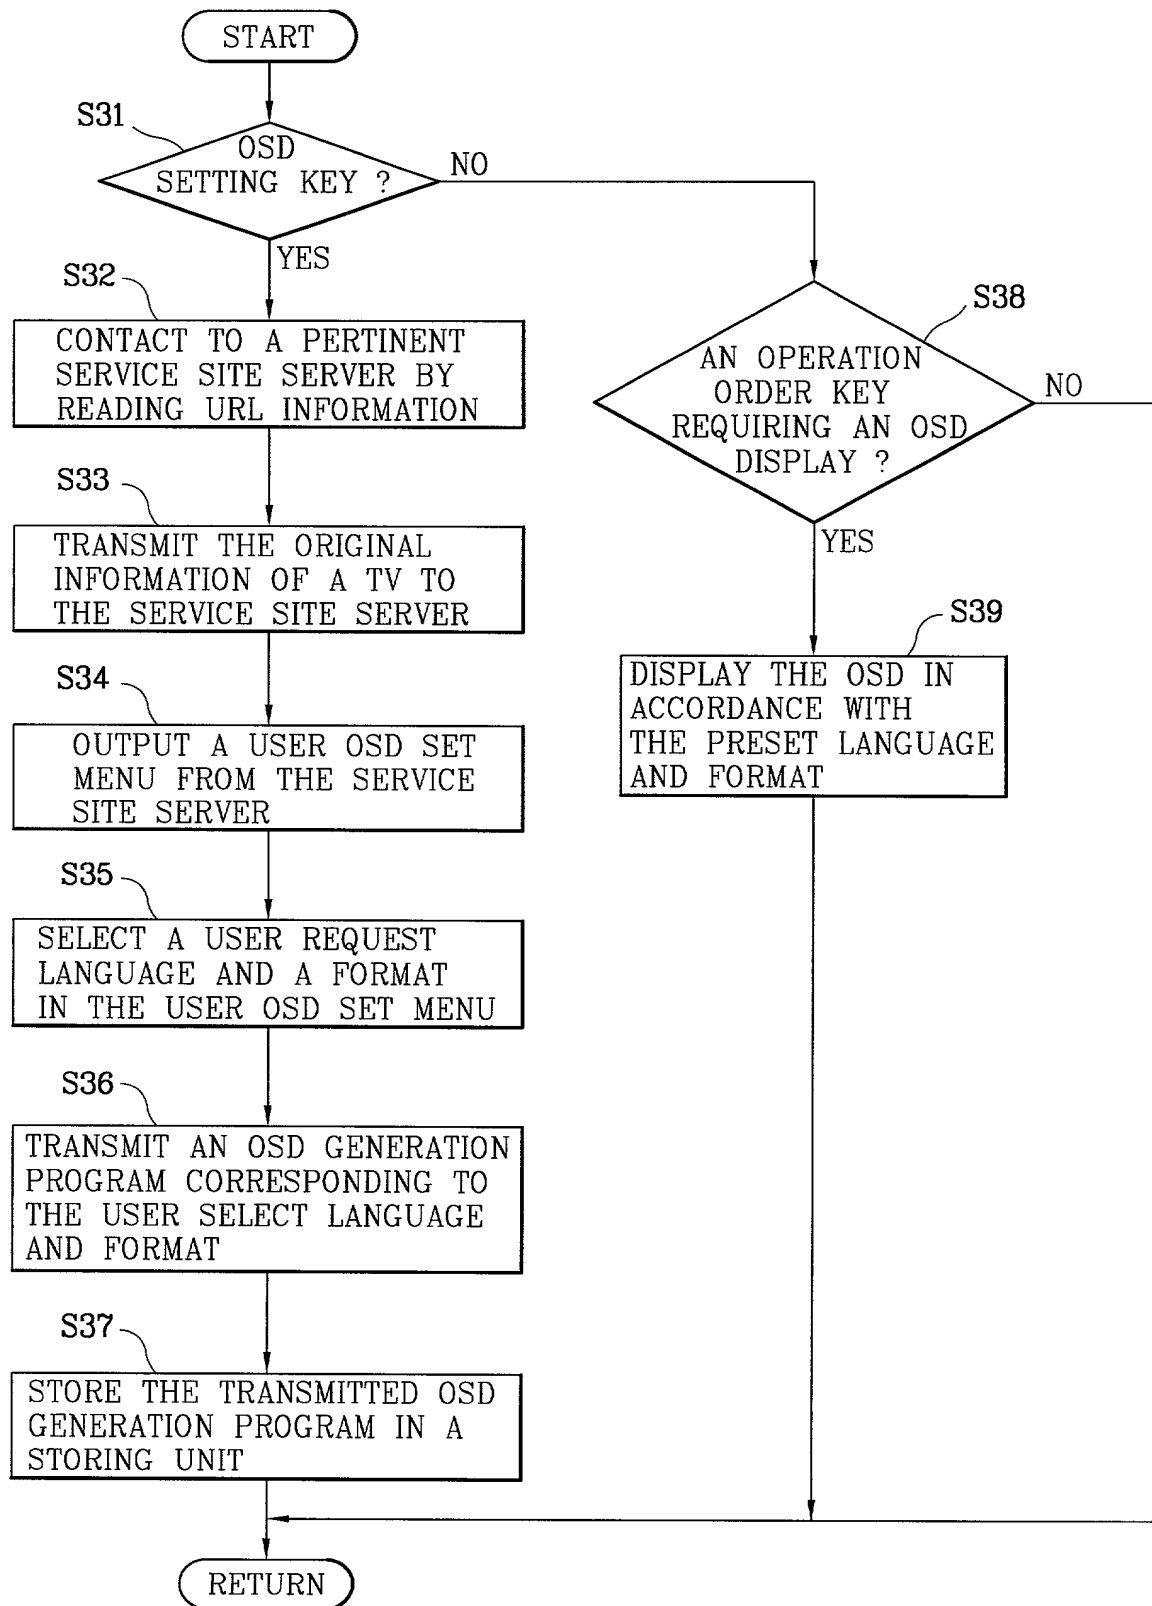 START
S31
OSD
SETTING KEY ?
NO
YES
S32
CONTACT TO A PERTINENT
SERVICE SITE SERVER BY
READING URL INFORMATION
S33
TRANSMIT THE ORIGINAL
INFORMATION OF A TV TO
THE SERVICE SITE SERVER
S34
OUTPUT A USER OSD SET
MENU FROM THE SERVICE
SITE SERVER
S35
SELECT A USER REQUEST
LANGUAGE AND A FORMAT
IN THE USER OSD SET MENU
S36
TRANSMIT AN OSD GENERATION
PROGRAM CORRESPONDING TO
THE USER SELECT LANGUAGE
AND FORMAT
S37
STORE THE TRANSMITTED OSD
GENERATION PROGRAM IN A
STORING UNIT
RETURN
S38
AN OPERATION
ORDER KEY
REQUIRING AN OSD
DISPLAY ?
NO
YES
S39
DISPLAY THE OSD IN
ACCORDANCE WITH
THE PRESET LANGUAGE
AND FORMAT